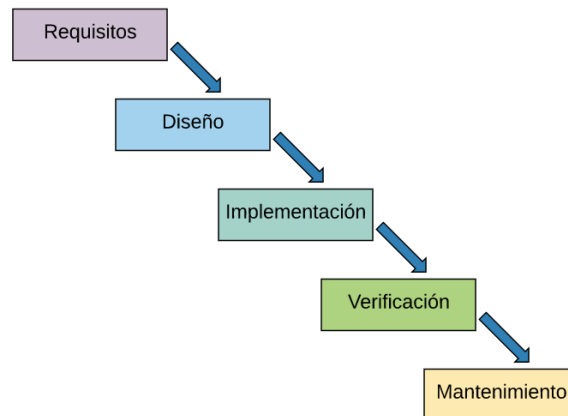 Requisitos
Diseño
Implementación
Verificación
Mantenimiento